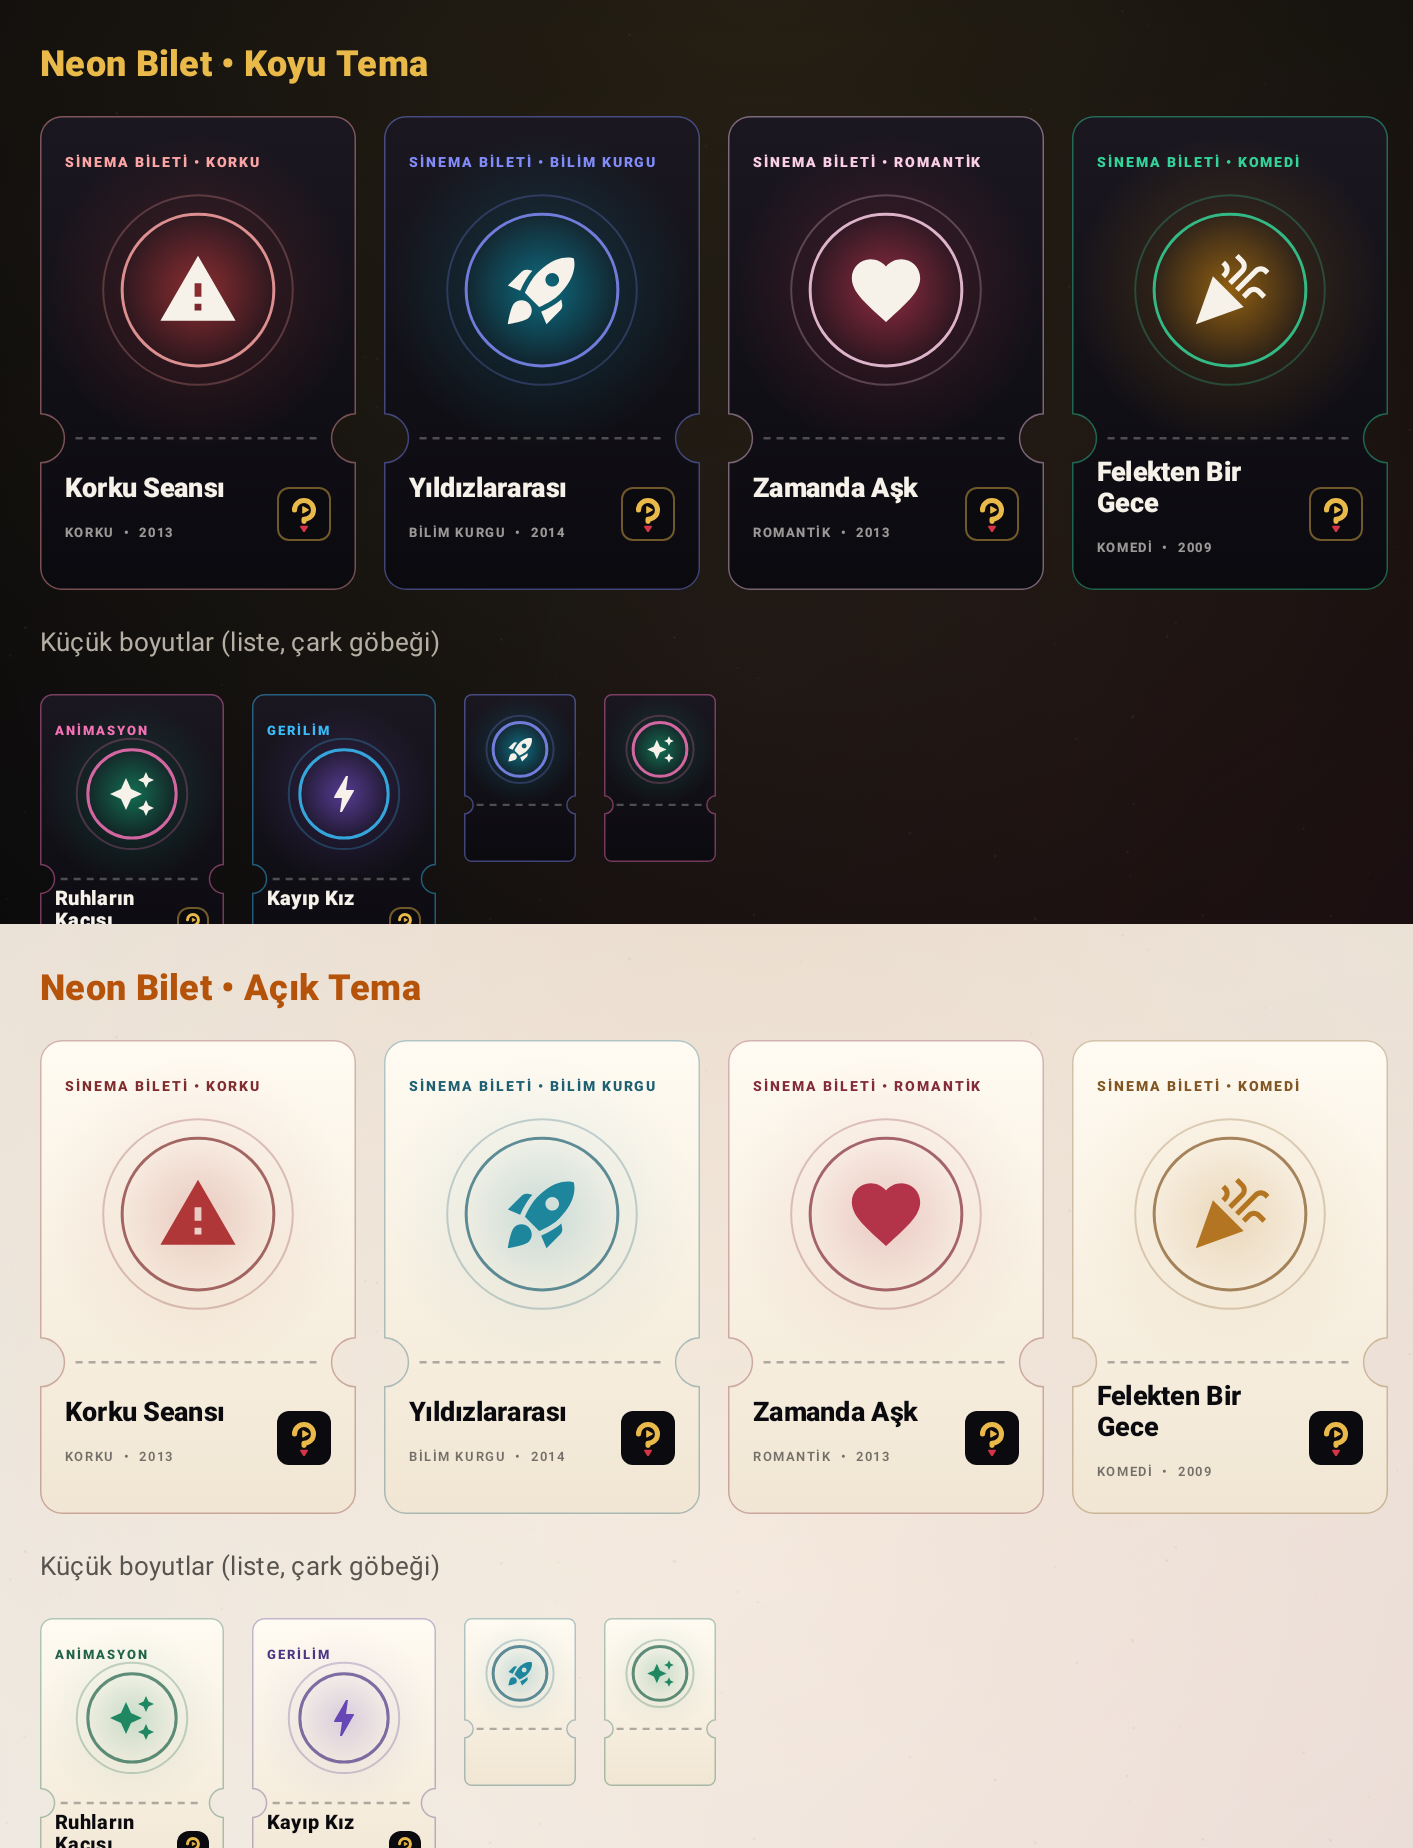 Neon Bilet • Koyu Tema
SİNEMA BİLETİ • KORKU
SİNEMA BİLETİ • BİLİM KURGU
SİNEMA BİLETİ • ROMANTİK
SİNEMA BİLETİ • KOMEDİ
Korku Seansı
KORKU • 2013
Yıldızlararası
BİLİM KURGU • 2014
Zamanda Aşk
ROMANTİK • 2013
Felekten Bir
Gece
KOMEDİ • 2009
Küçük boyutlar (liste, çark göbeği)
ANİMASYON
GERİLİM
Ruhların
Kaçışı
Kayıp Kız
Neon Bilet • Açık Tema
SİNEMA BİLETİ • KORKU
SİNEMA BİLETİ • BİLİM KURGU
SİNEMA BİLETİ • ROMANTİK
SİNEMA BİLETİ • KOMEDİ
Korku Seansı
KORKU • 2013
Yıldızlararası
BİLİM KURGU • 2014
Zamanda Aşk
ROMANTİK • 2013
Felekten Bir
Gece
KOMEDİ • 2009
Küçük boyutlar (liste, çark göbeği)
ANİMASYON
GERİLİM
Ruhların
Kaçışı
Kayıp Kız